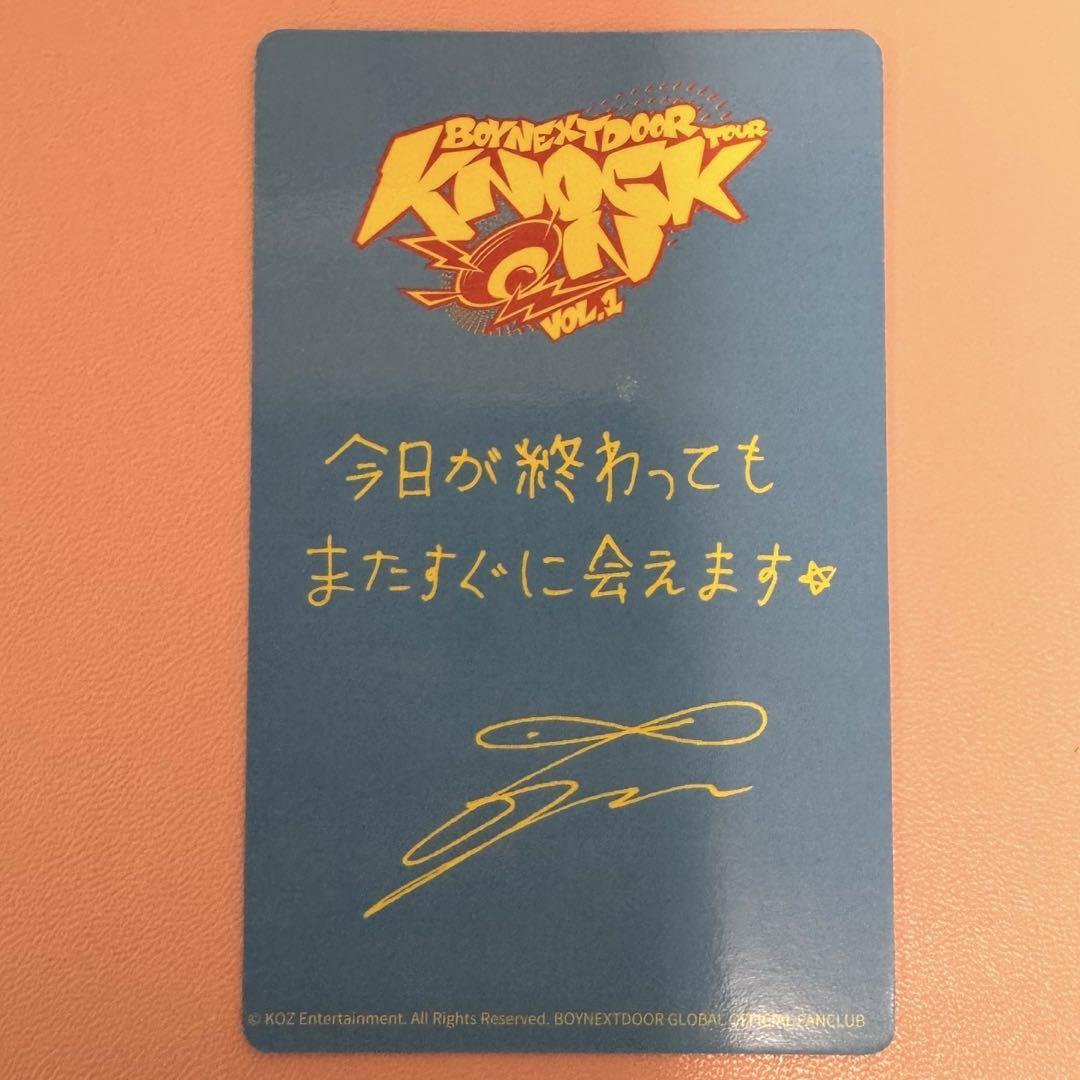 BOYNEXTDOOR TOUR
KNOCK
ON
VOL.1
今日が終わっても
またすぐに会えます☆
© KOZ Entertainment. All Rights Reserved. BOYNEXTDOOR GLOBAL OFFICIAL FANCLUB